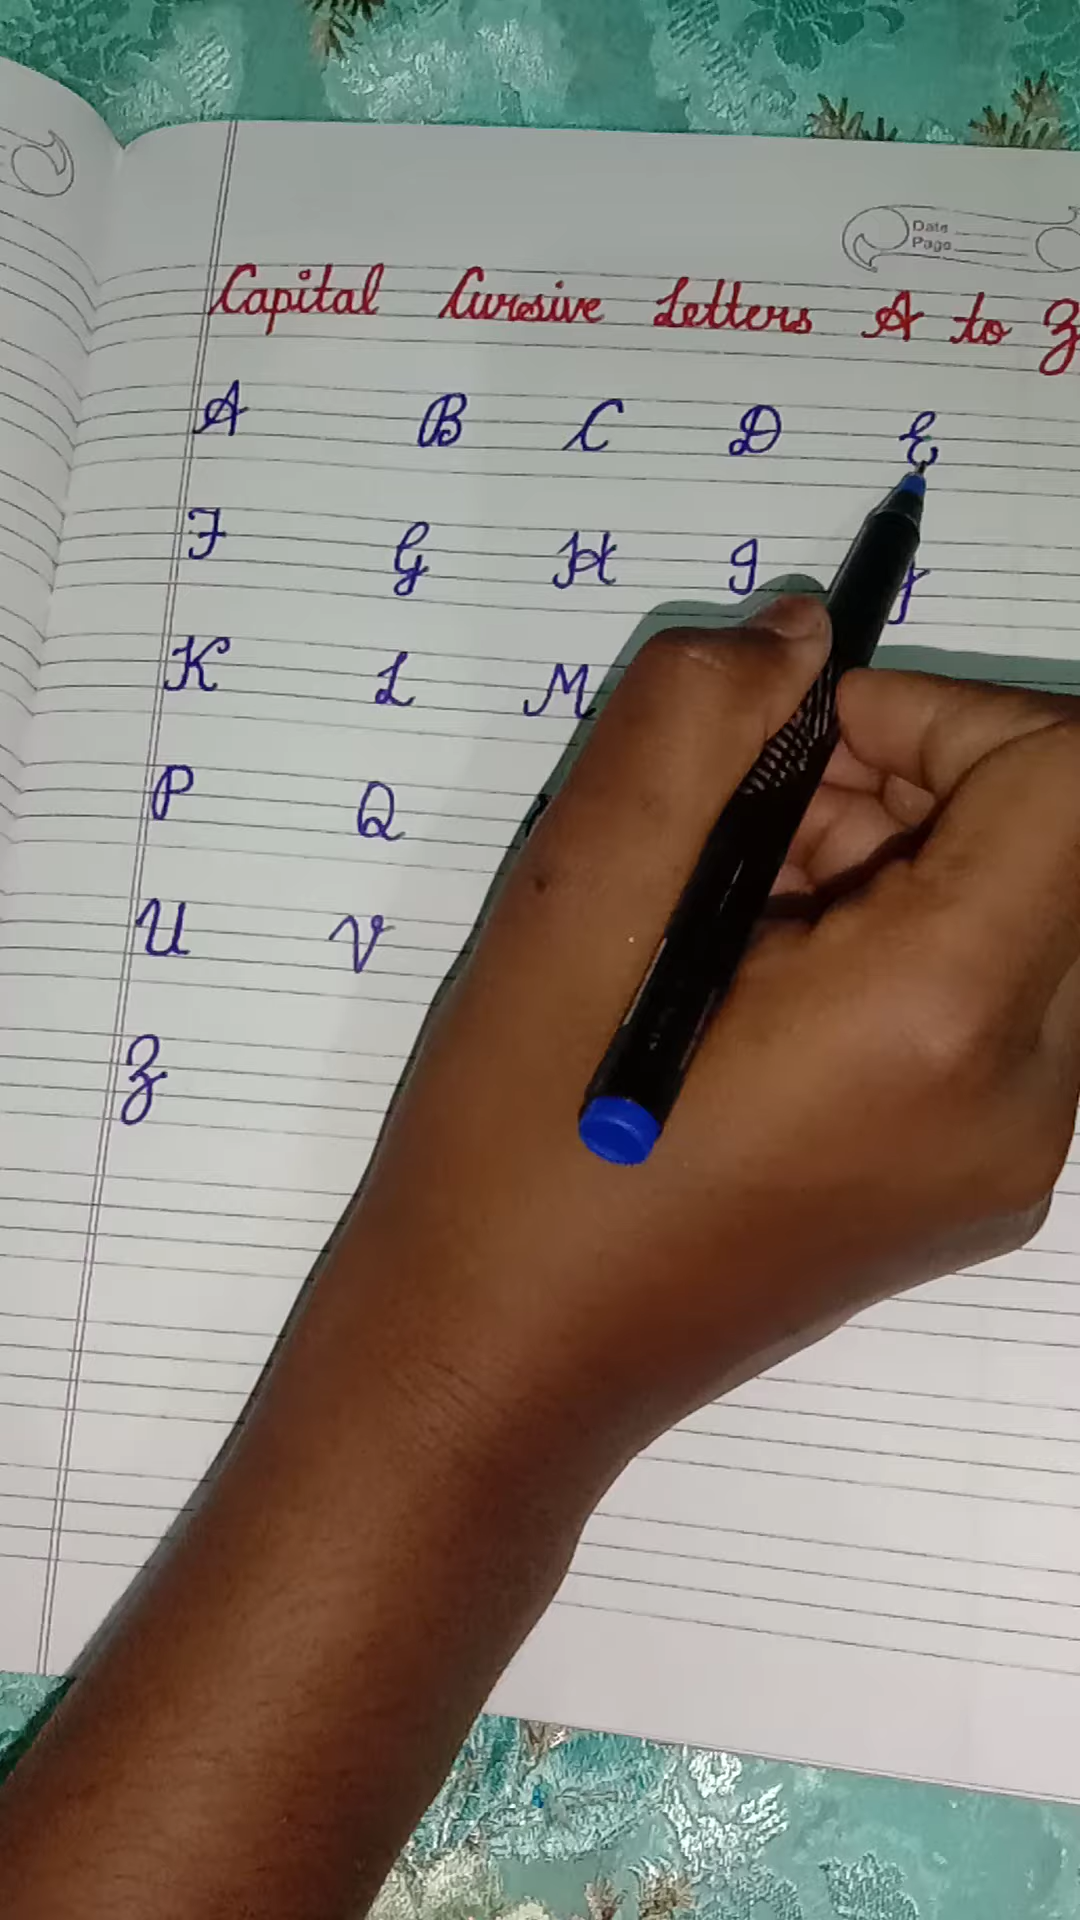 Date
Page
Capital Cursive Letters A to Z
A B C D E
F G H I J
K L M
P Q
U V
Z